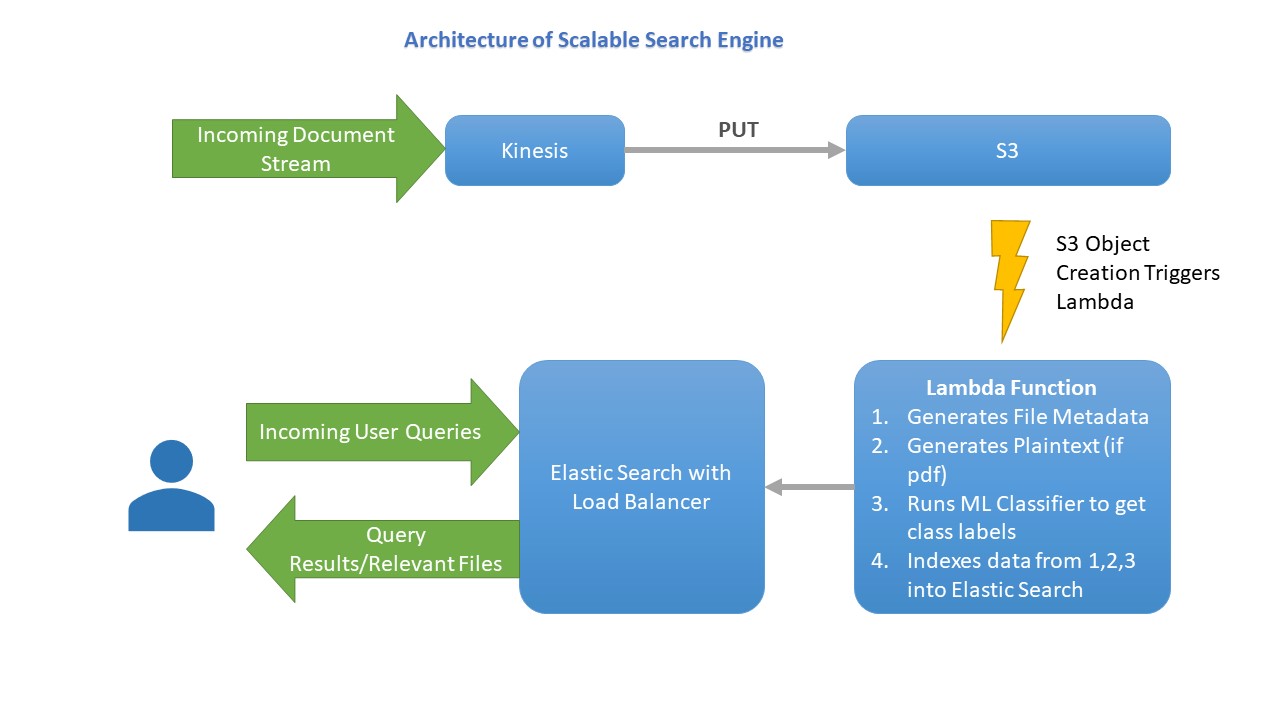 Architecture of Scalable Search Engine
Incoming Document
Stream
Kinesis
PUT
S3
S3 Object
Creation Triggers
Lambda
Incoming User Queries
Query
Results/Relevant Files
Elastic Search with
Load Balancer
Lambda Function
1. Generates File Metadata
2. Generates Plaintext (if
pdf)
3. Runs ML Classifier to get
class labels
4. Indexes data from 1,2,3
into Elastic Search